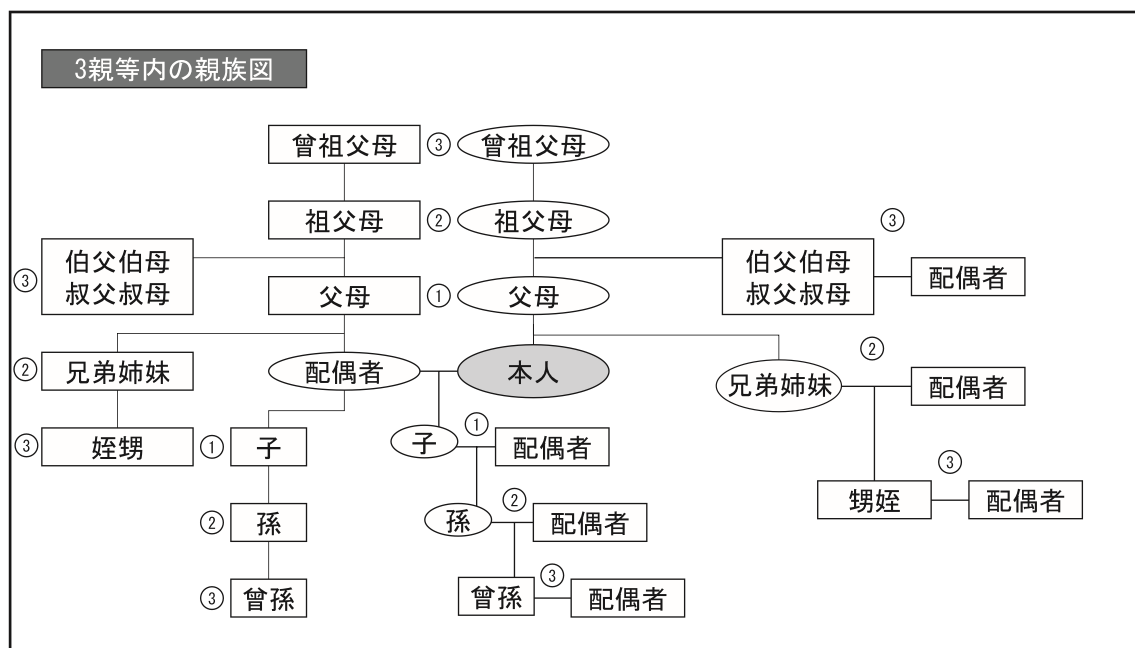 3親等内の親族図
曾祖父母 ③ 曾祖父母
祖父母 ② 祖父母
③
伯父伯母
叔父叔母
③
伯父伯母
叔父叔母
配偶者
父母 ① 父母
② 兄弟姉妹
配偶者
本人
兄弟姉妹
②
配偶者
③ 姪甥
① 子
子
①
配偶者
甥姪
③
配偶者
② 孫
孫
②
配偶者
③ 曾孫
曾孫
③
配偶者